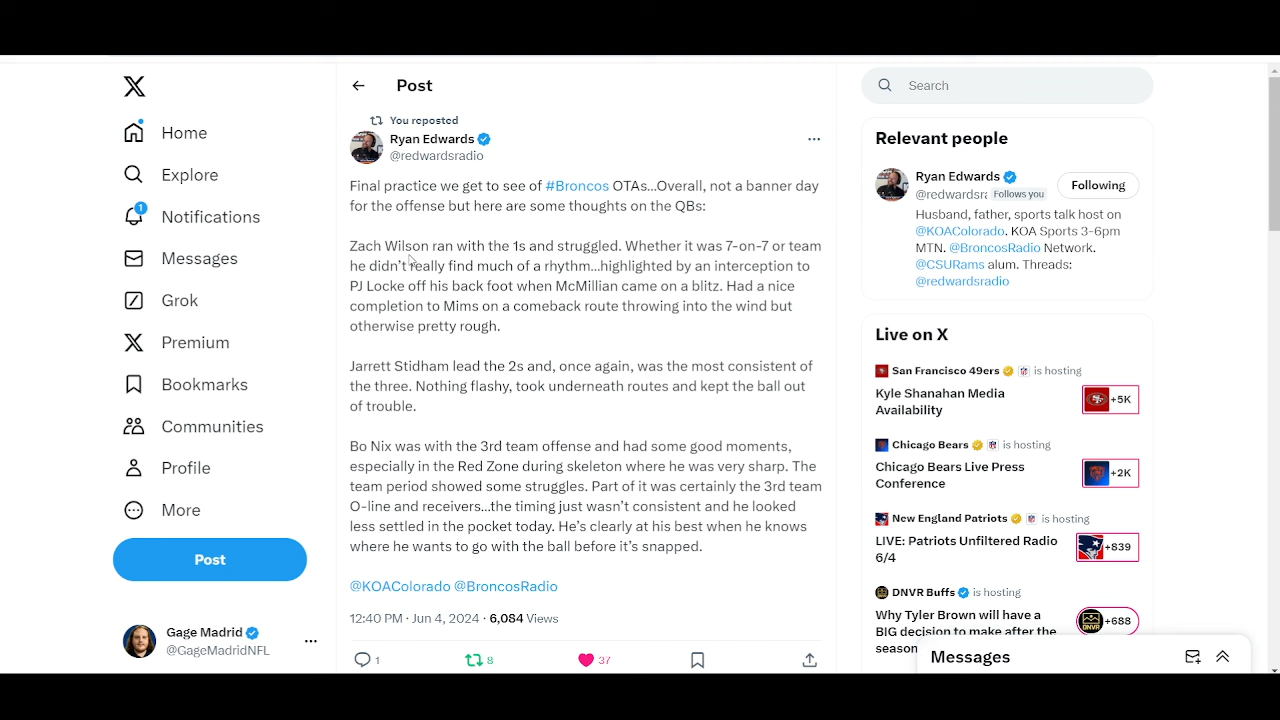 Home
Explore
1
Notifications
Messages
Grok
Premium
Bookmarks
Communities
Profile
More
Post
Gage Madrid
@GageMadridNFL
Post
You reposted
Ryan Edwards
@redwardsradio
Final practice we get to see of #Broncos OTAs...Overall, not a banner day
for the offense but here are some thoughts on the QBs:
Zach Wilson ran with the 1s and struggled. Whether it was 7-on-7 or team
he didn't really find much of a rhythm...highlighted by an interception to
PJ Locke off his back foot when McMillian came on a blitz. Had a nice
completion to Mims on a comeback route throwing into the wind but
otherwise pretty rough.
Jarrett Stidham lead the 2s and, once again, was the most consistent of
the three. Nothing flashy, took underneath routes and kept the ball out
of trouble.
Bo Nix was with the 3rd team offense and had some good moments,
especially in the Red Zone during skeleton where he was very sharp. The
team period showed some struggles. Part of it was certainly the 3rd team
O-line and receivers...the timing just wasn't consistent and he looked
less settled in the pocket today. He's clearly at his best when he knows
where he wants to go with the ball before it's snapped.
@KOAColorado @BroncosRadio
12:40 PM · Jun 4, 2024 · 6,084 Views
1 8 37
Search
Relevant people
Ryan Edwards
@redwardsra Follows you
Following
Husband, father, sports talk host on
@KOAColorado. KOA Sports 3-6pm
MTN. @BroncosRadio Network.
@CSURams alum. Threads:
@redwardsradio
Live on X
San Francisco 49ers is hosting
Kyle Shanahan Media
Availability
+5K
Chicago Bears is hosting
Chicago Bears Live Press
Conference
+2K
New England Patriots is hosting
LIVE: Patriots Unfiltered Radio
6/4
+839
DNVR Buffs is hosting
Why Tyler Brown will have a
BIG decision to make after the
season
+688
Messages